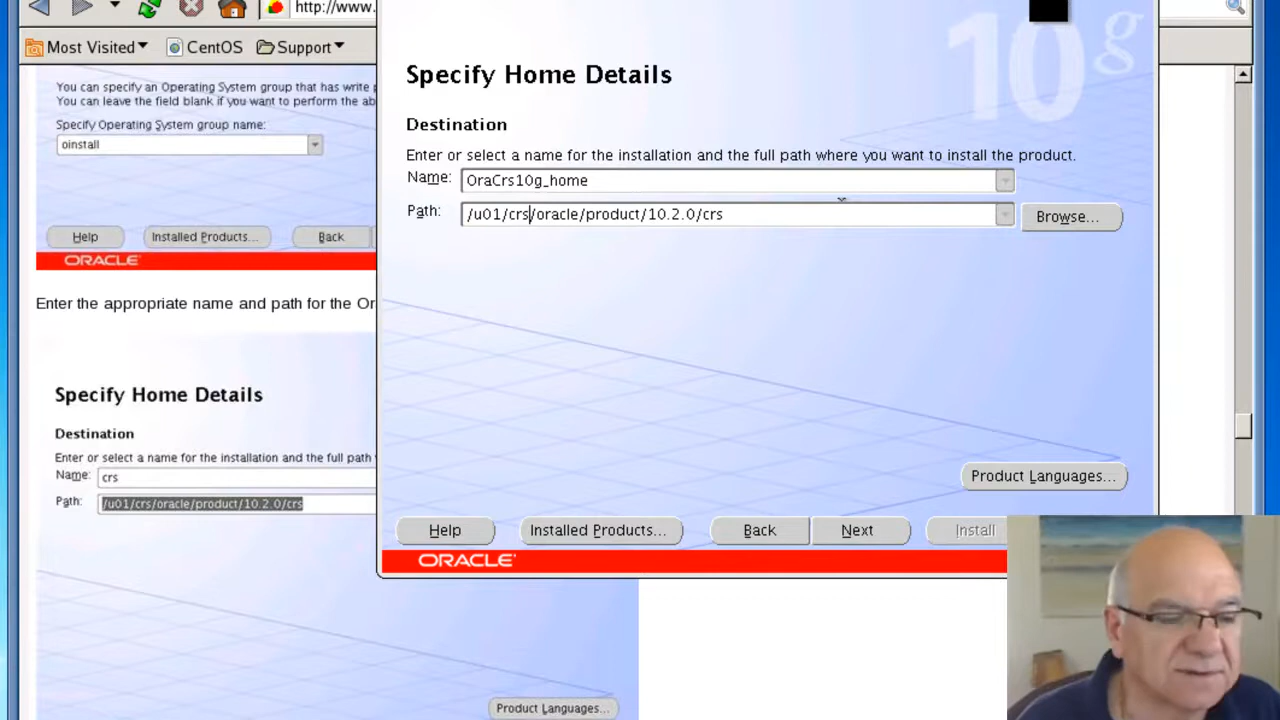 http://www.
Most Visited
CentOS
Support
You can specify an Operating System group that has write
You can leave the field blank if you want to perform the ab
Specify Operating System group name:
oinstall
Help
Installed Products...
Back
ORACLE
Enter the appropriate name and path for the Or
Specify Home Details
Destination
Enter or select a name for the installation and the full path
Name: crs
Path: /u01/crs/oracle/product/10.2.0/crs
Product Languages...
10g
Specify Home Details
Destination
Enter or select a name for the installation and the full path where you want to install the product.
Name: OraCrs10g_home
Path: /u01/crs/oracle/product/10.2.0/crs
Browse...
Product Languages...
Help
Installed Products...
Back
Next
Install
ORACLE